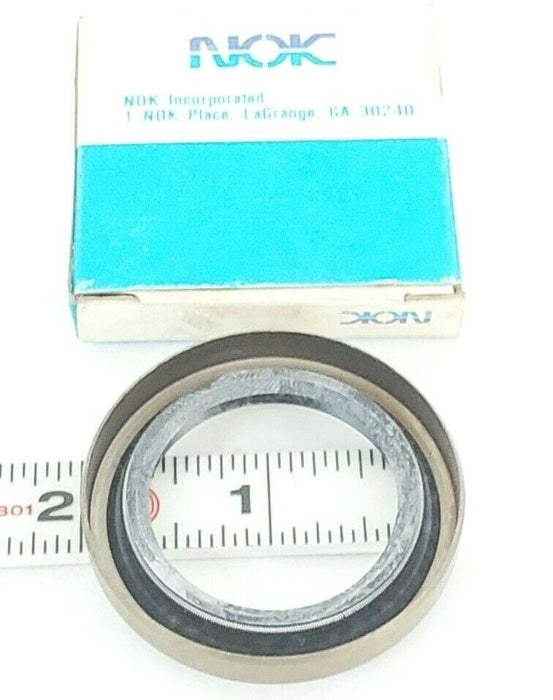 NOK
NOK Incorporated
1 NOK Place, LaGrange, GA 30240
NOK
2 1